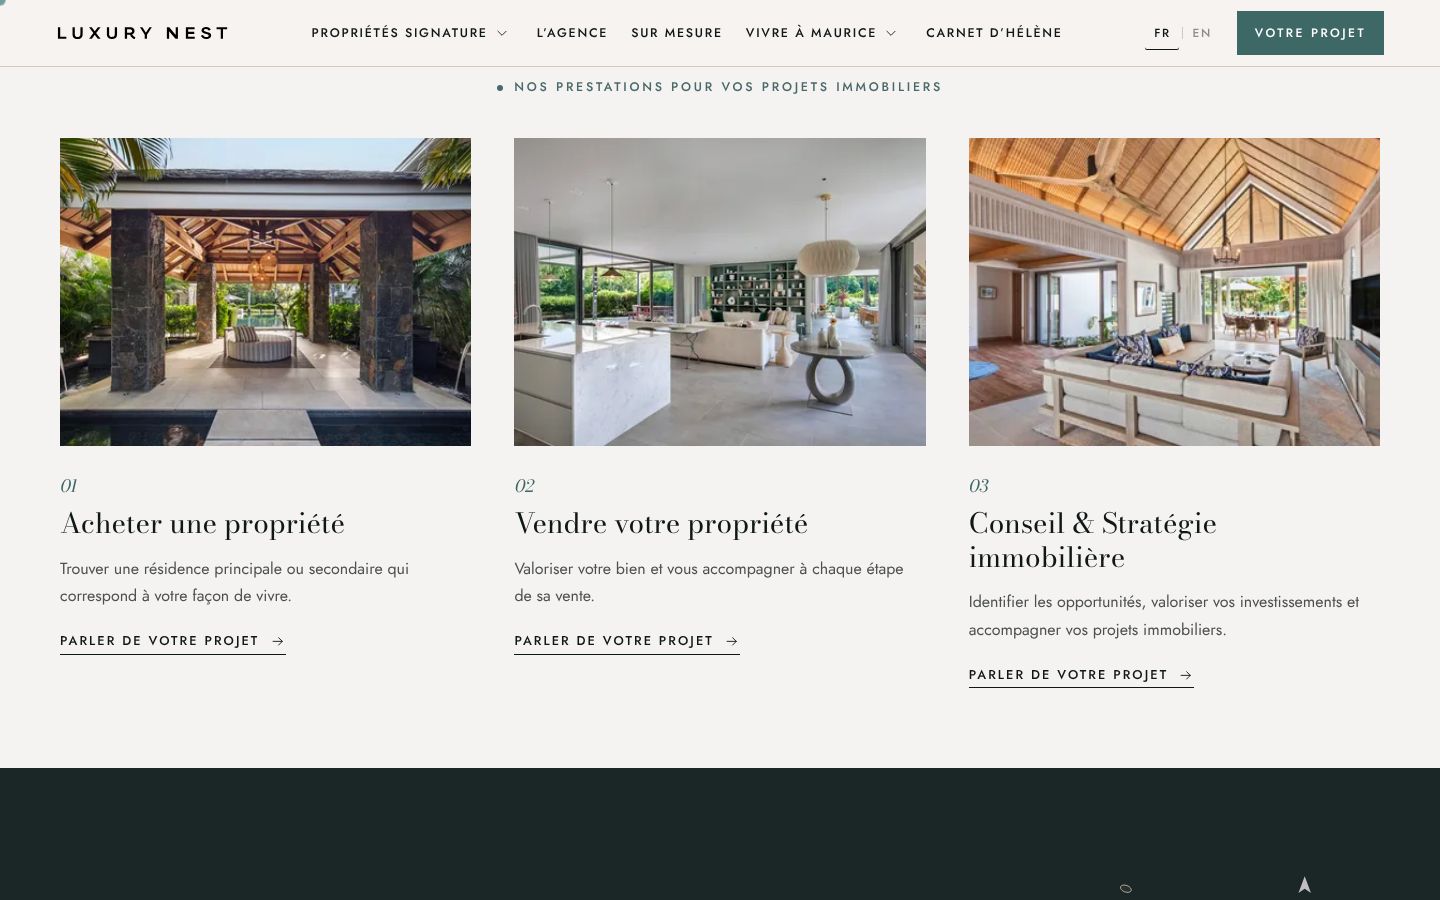 LUXURY NEST
PROPRIÉTÉS SIGNATURE
L’AGENCE
SUR MESURE
VIVRE À MAURICE
CARNET D’HÉLÈNE
FR
EN
VOTRE PROJET
NOS PRESTATIONS POUR VOS PROJETS IMMOBILIERS
01
Acheter une propriété
Trouver une résidence principale ou secondaire qui
correspond à votre façon de vivre.
PARLER DE VOTRE PROJET →
02
Vendre votre propriété
Valoriser votre bien et vous accompagner à chaque étape
de sa vente.
PARLER DE VOTRE PROJET →
03
Conseil & Stratégie
immobilière
Identifier les opportunités, valoriser vos investissements et
accompagner vos projets immobiliers.
PARLER DE VOTRE PROJET →